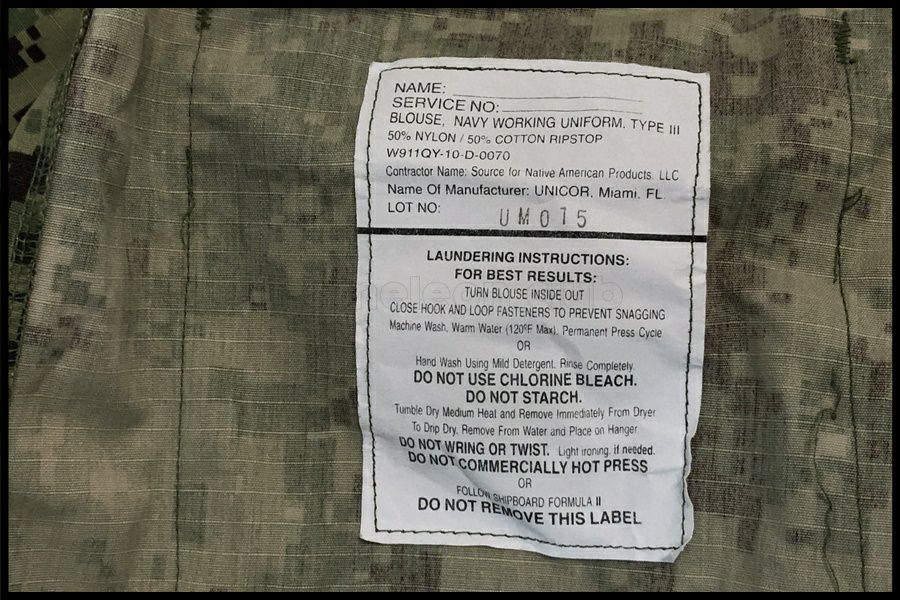 NAME:
SERVICE NO:
BLOUSE, NAVY WORKING UNIFORM, TYPE III
50% NYLON / 50% COTTON RIPSTOP
W911QY-10-D-0070
Contractor Name: Source for Native American Products, LLC
Name Of Manufacturer: UNICOR, Miami, FL.
LOT NO: UM015
LAUNDERING INSTRUCTIONS:
FOR BEST RESULTS:
TURN BLOUSE INSIDE OUT
CLOSE HOOK AND LOOP FASTENERS TO PREVENT SNAGGING
Machine Wash, Warm Water (120ºF Max), Permanent Press Cycle
OR
Hand Wash Using Mild Detergent. Rinse Completely.
DO NOT USE CHLORINE BLEACH.
DO NOT STARCH.
Tumble Dry Medium Heat and Remove Immediately From Dryer
To Drip Dry, Remove From Water and Place on Hanger
DO NOT WRING OR TWIST. Light ironing, if needed.
DO NOT COMMERCIALLY HOT PRESS
OR
FOLLOW SHIPBOARD FORMULA II
DO NOT REMOVE THIS LABEL